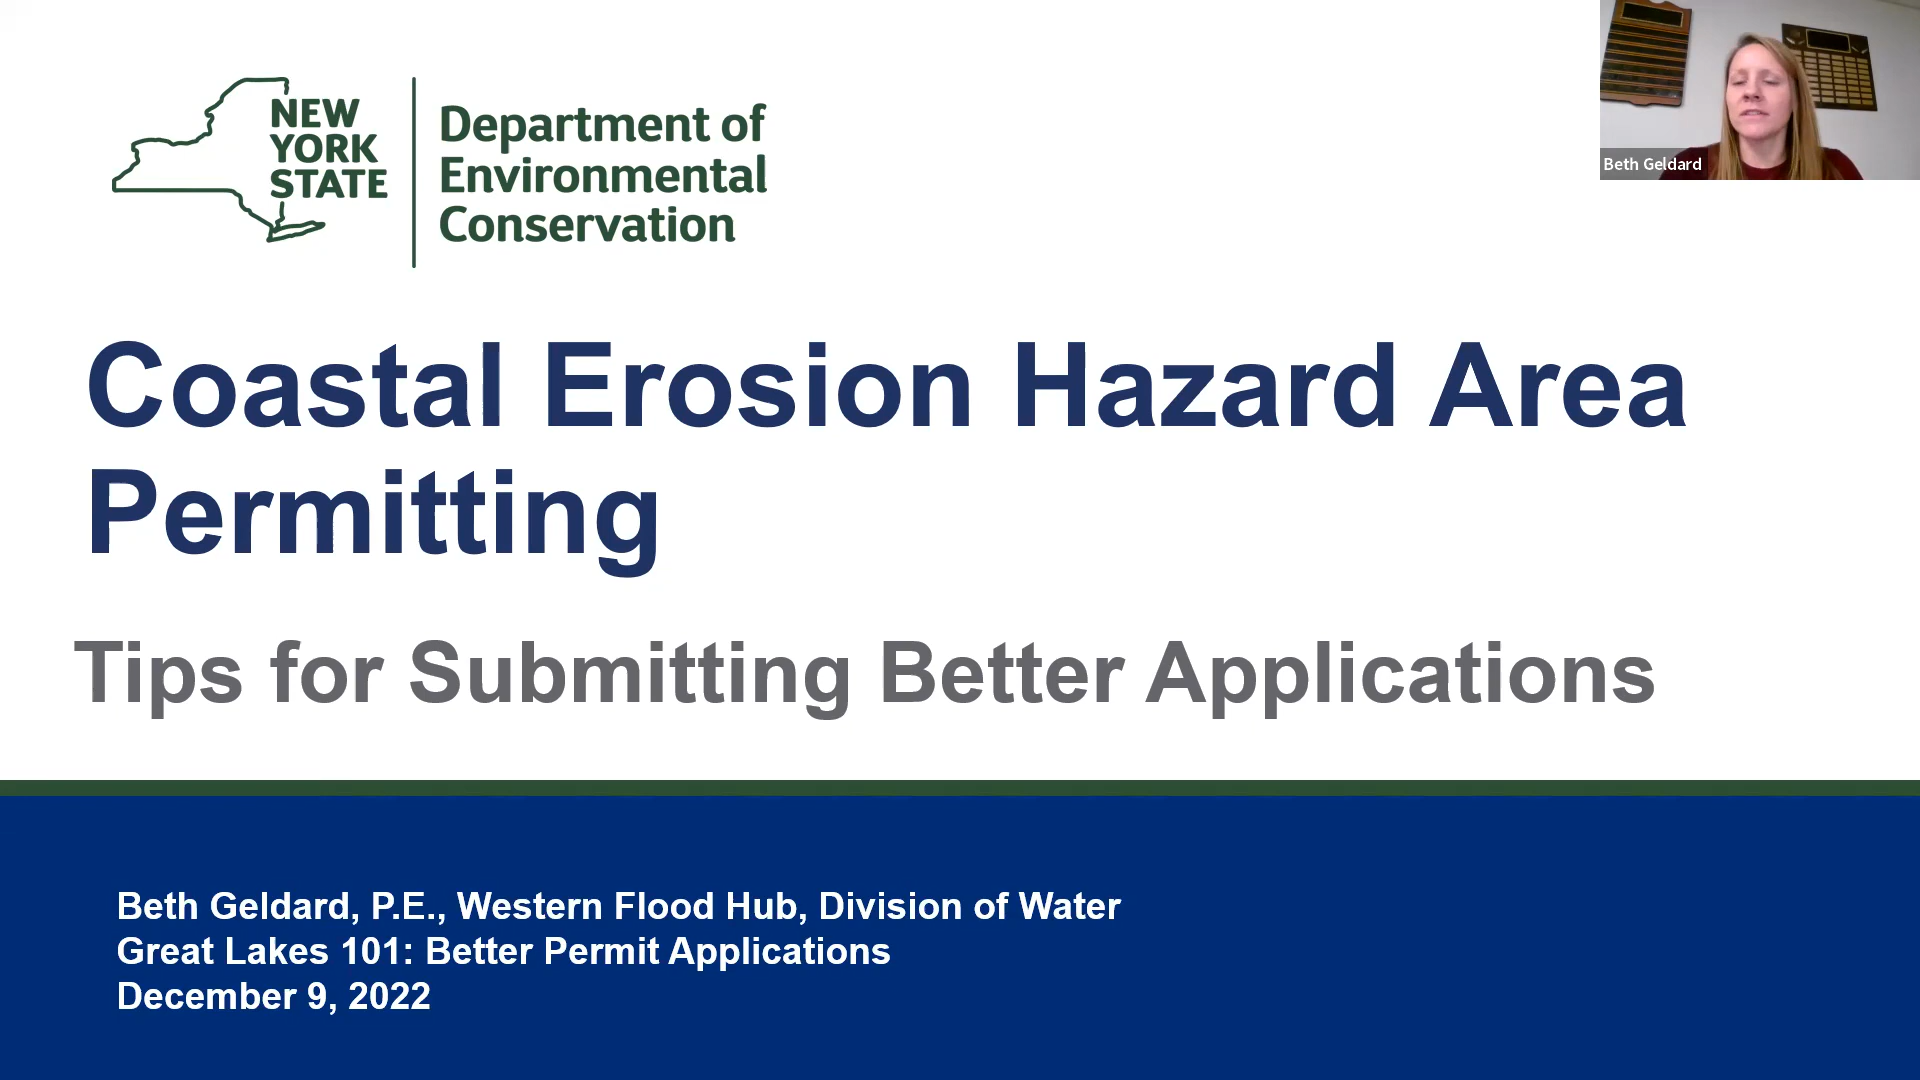 NEW
YORK
STATE
Department of
Environmental
Conservation
Beth Geldard
Coastal Erosion Hazard Area
Permitting
Tips for Submitting Better Applications
Beth Geldard, P.E., Western Flood Hub, Division of Water
Great Lakes 101: Better Permit Applications
December 9, 2022